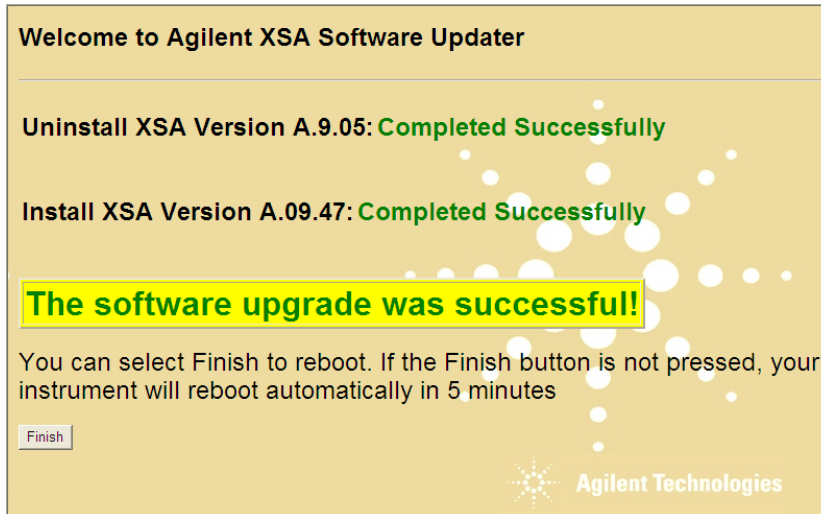 Welcome to Agilent XSA Software Updater
Uninstall XSA Version A.9.05: Completed Successfully
Install XSA Version A.09.47: Completed Successfully
The software upgrade was successful!
You can select Finish to reboot. If the Finish button is not pressed, your
instrument will reboot automatically in 5 minutes
Finish
Agilent Technologies